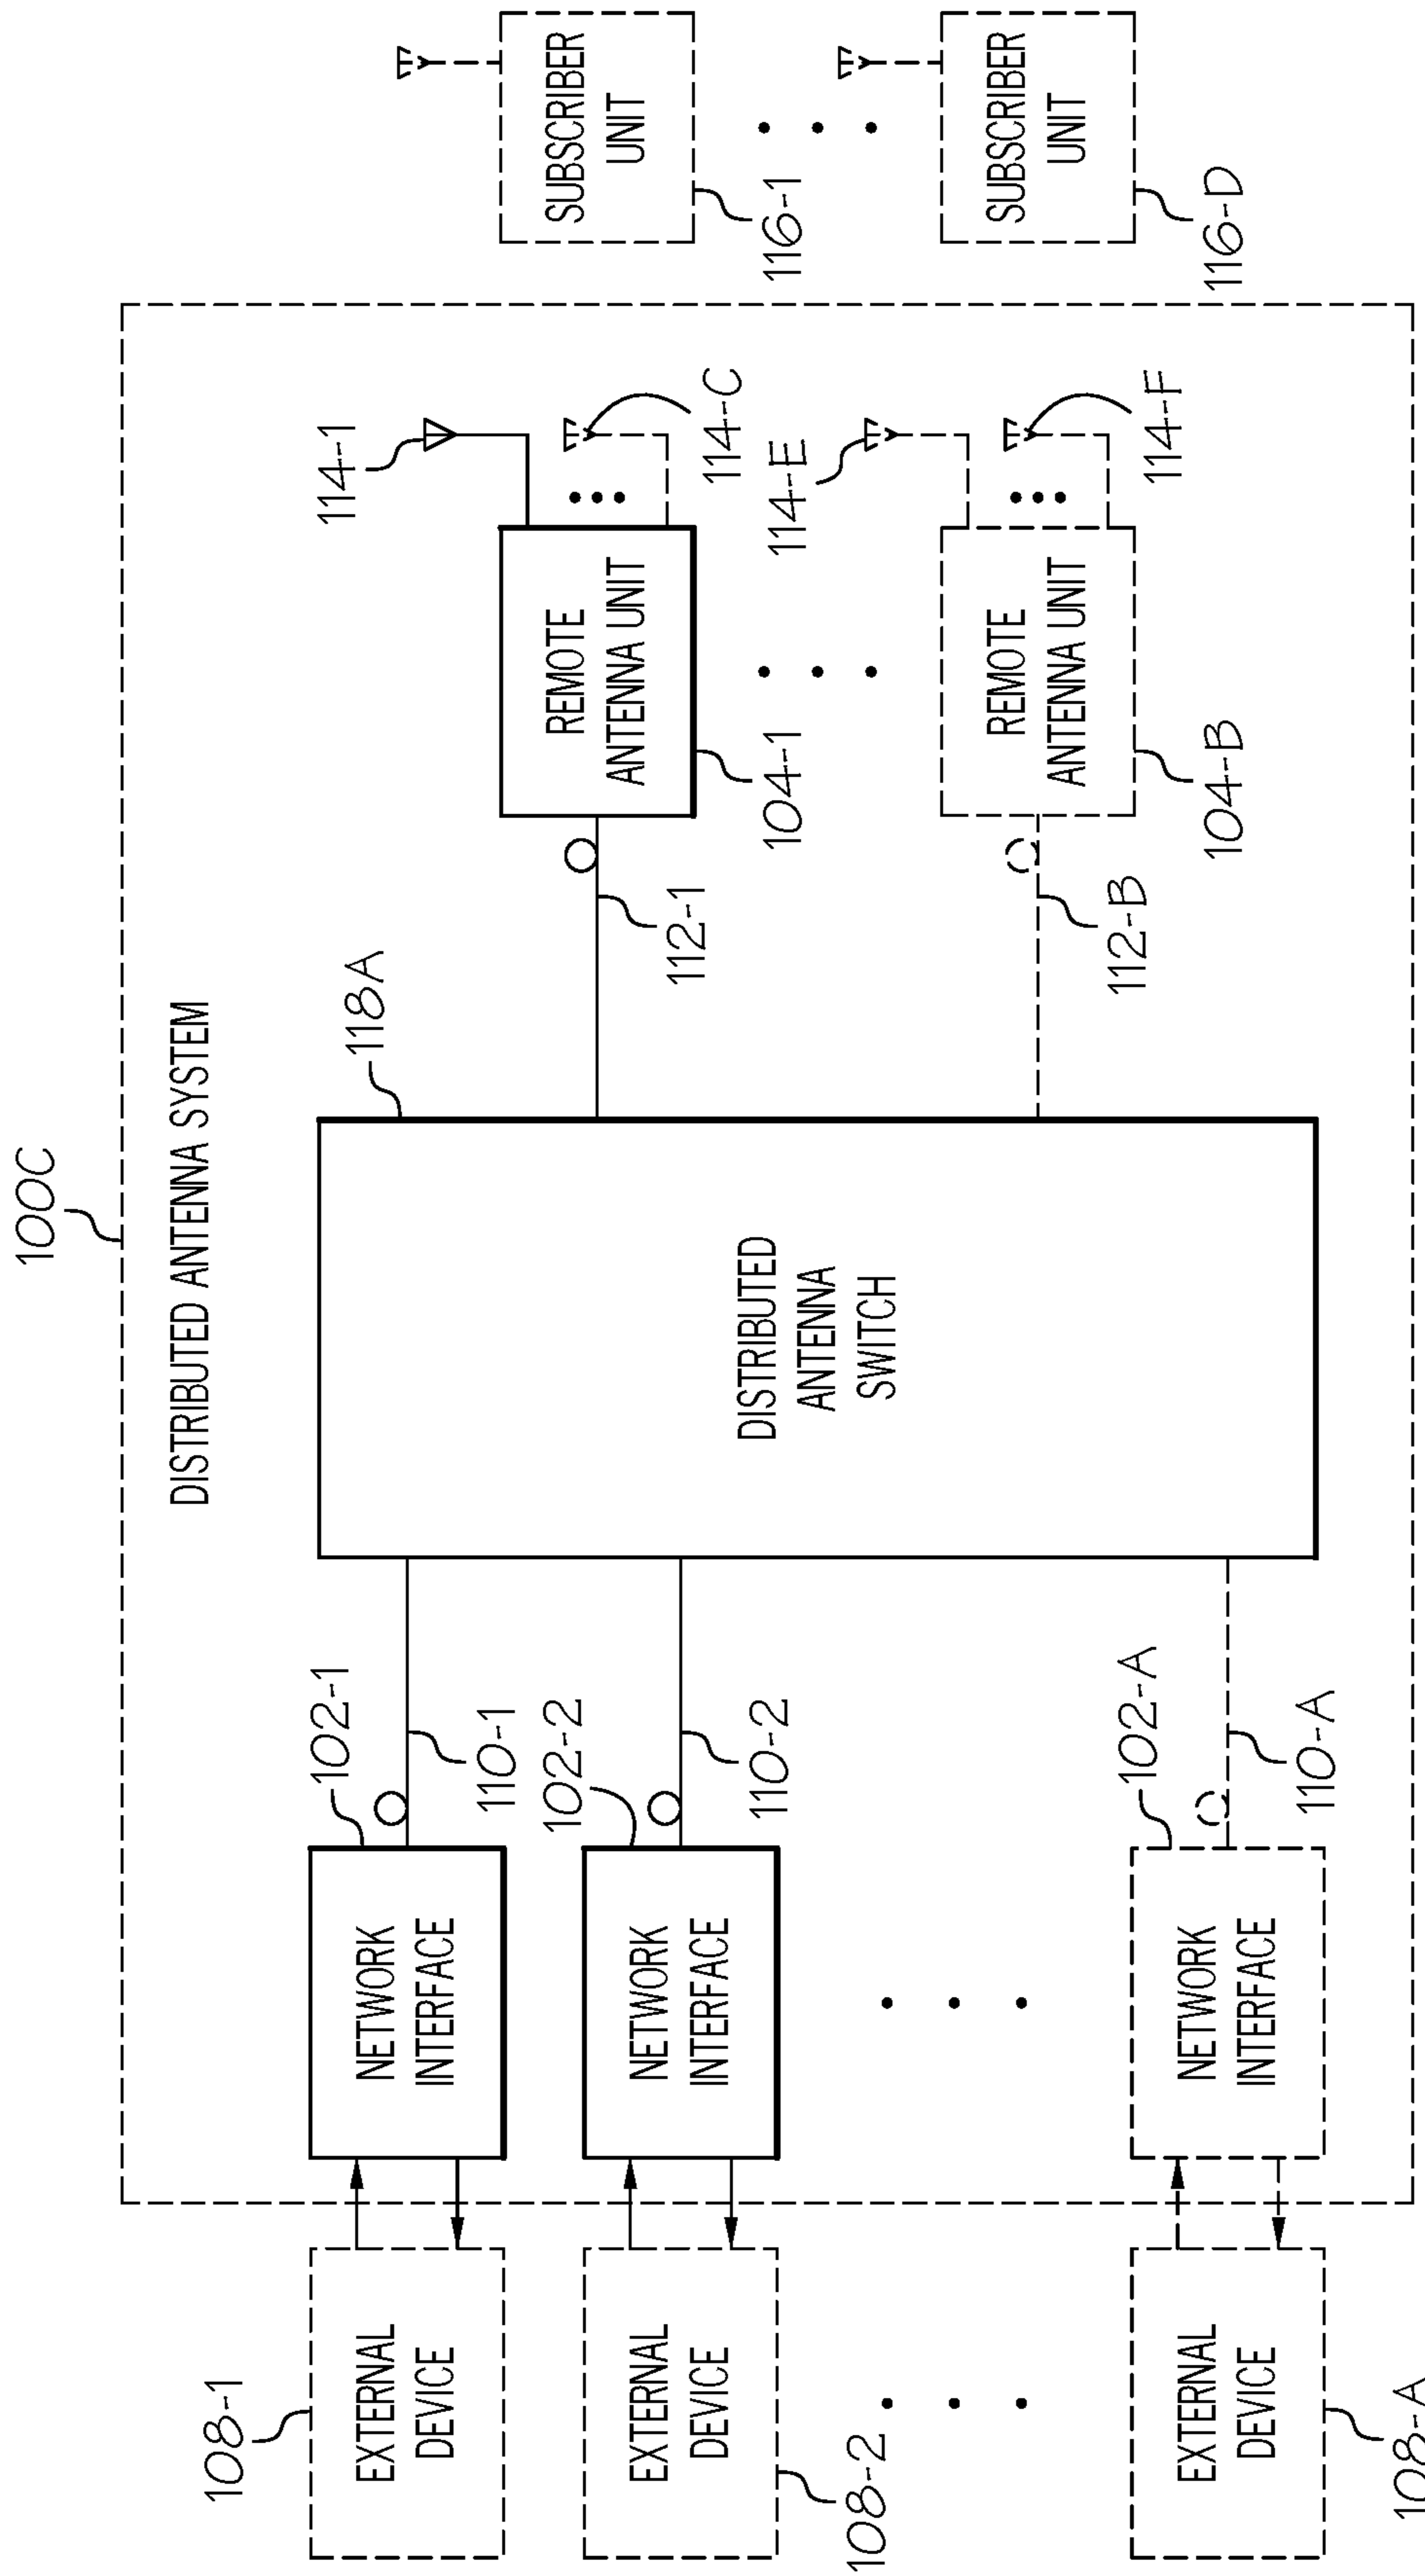 100C
DISTRIBUTED ANTENNA SYSTEM
108-1
EXTERNAL
DEVICE
102-1
NETWORK
INTERFACE
110-1
118A
DISTRIBUTED
ANTENNA
SWITCH
114-1
REMOTE
ANTENNA UNIT
114-C
112-1
104-1
SUBSCRIBER
UNIT
116-1
EXTERNAL
DEVICE
108-2
102-2
NETWORK
INTERFACE
110-2
114-E
REMOTE
ANTENNA UNIT
114-F
112-B
104-B
SUBSCRIBER
UNIT
116-D
EXTERNAL
DEVICE
108-A
102-A
NETWORK
INTERFACE
110-A